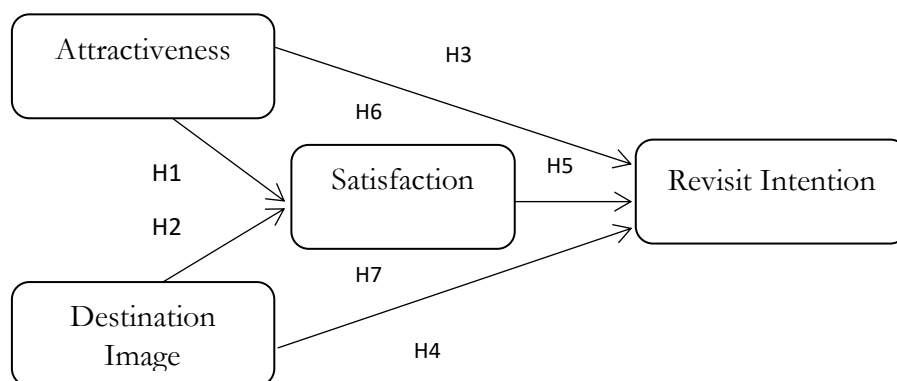 Attractiveness
H3
H6
H1
Satisfaction
H5
Revisit Intention
H2
H7
Destination
Image
H4